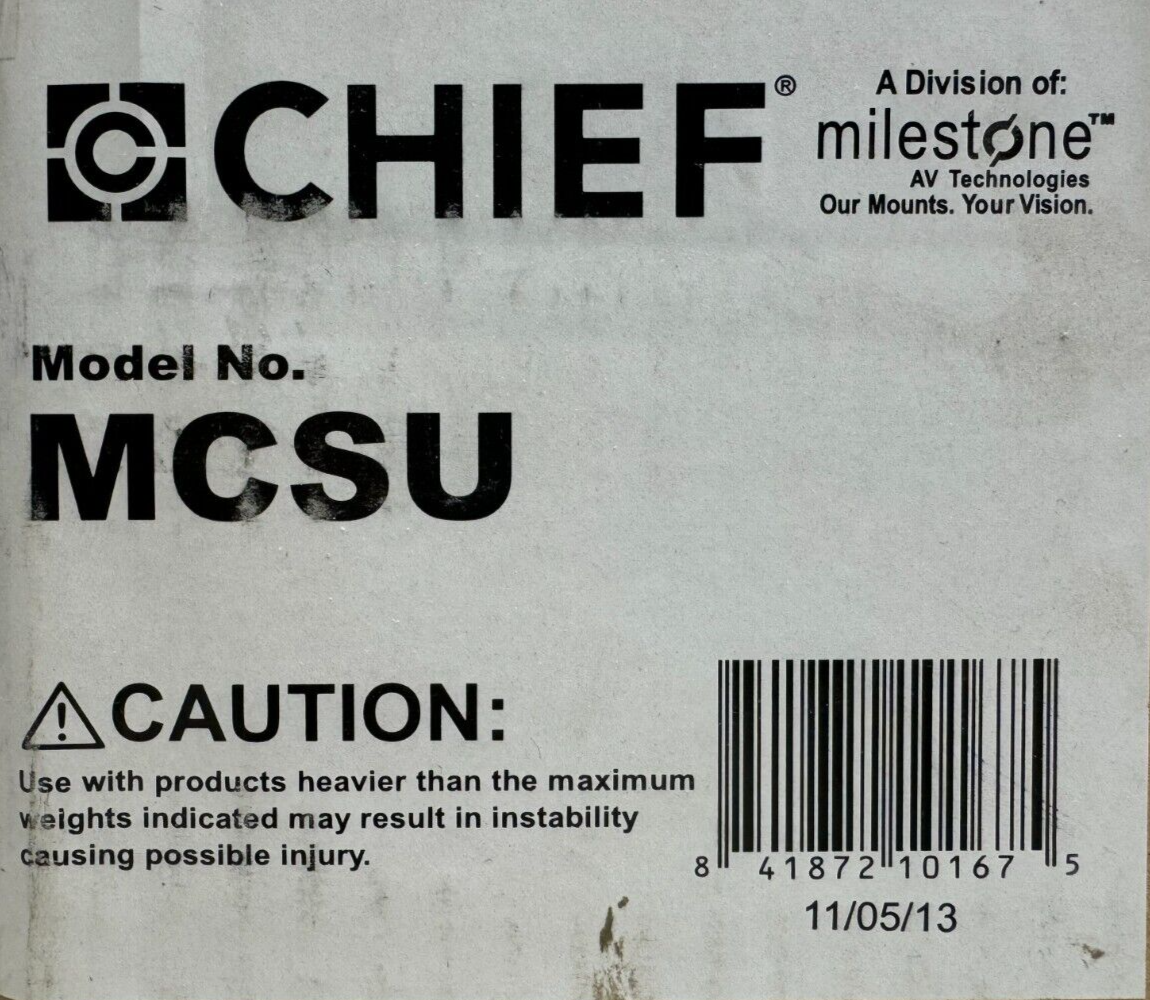 CHIEF®
A Division of:
milestone™
AV Technologies
Our Mounts. Your Vision.
Model No.
MCSU
CAUTION:
Use with products heavier than the maximum
weights indicated may result in instability
causing possible injury.
8 41872 10167 5
11/05/13